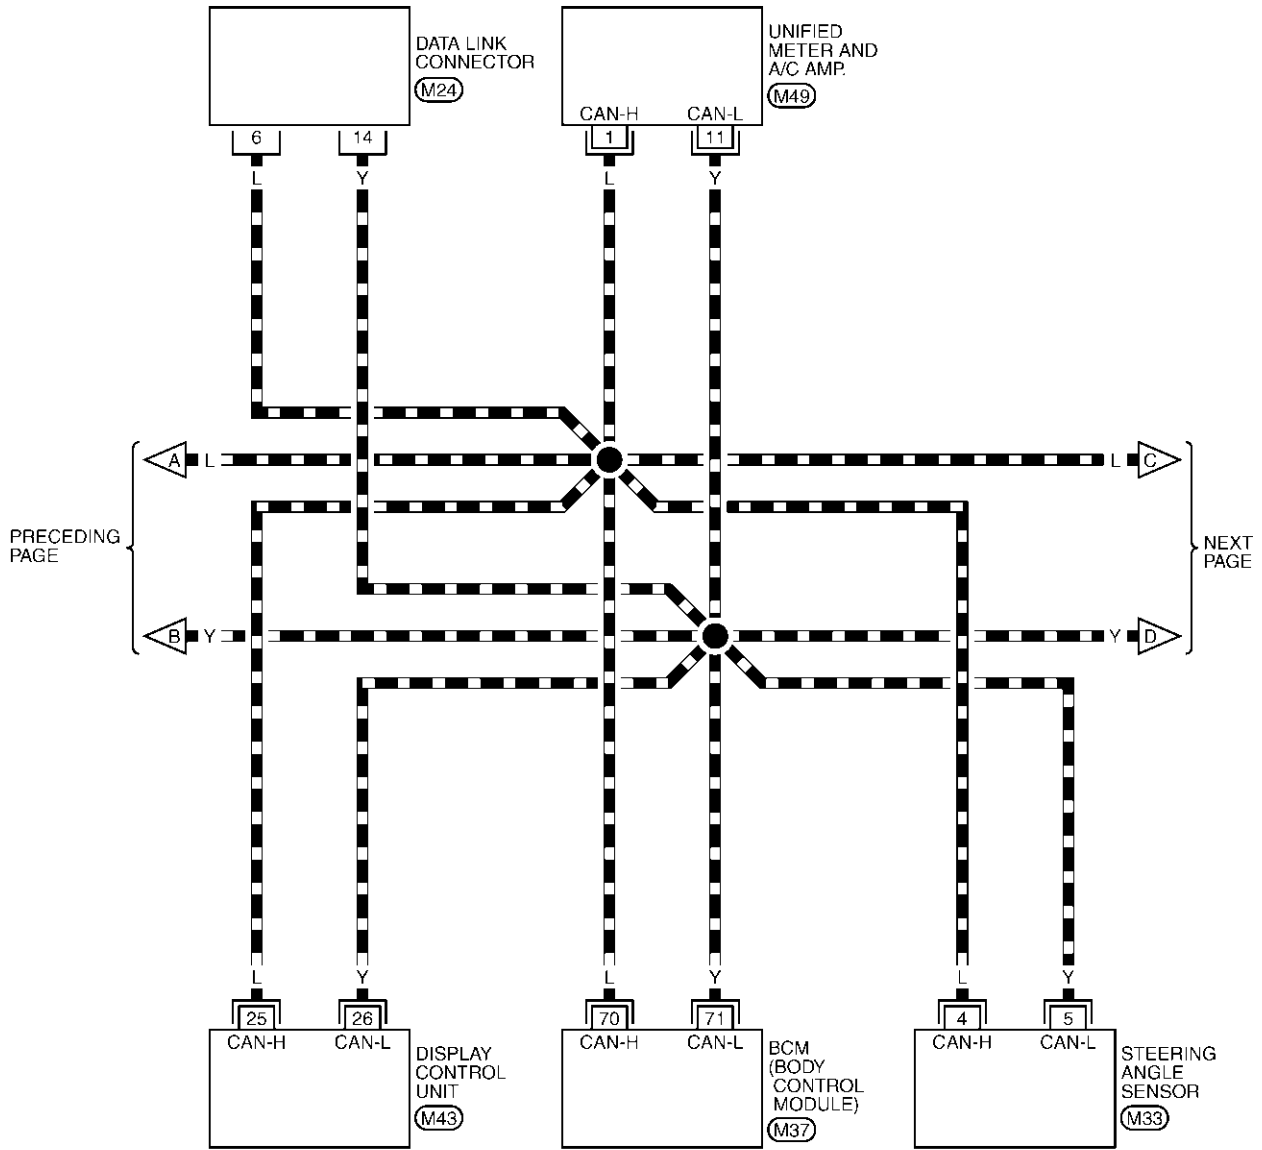 DATA LINK
CONNECTOR
M24
UNIFIED
METER AND
A/C AMP.
M49
CAN-H CAN-L
6 14 1 11
L Y L Y
A L L C
PRECEDING
PAGE
NEXT
PAGE
B Y Y D
L Y L Y L Y
25 26 70 71 4 5
CAN-H CAN-L CAN-H CAN-L CAN-H CAN-L
DISPLAY
CONTROL
UNIT
M43
BCM
(BODY
CONTROL
MODULE)
M37
STEERING
ANGLE
SENSOR
M33